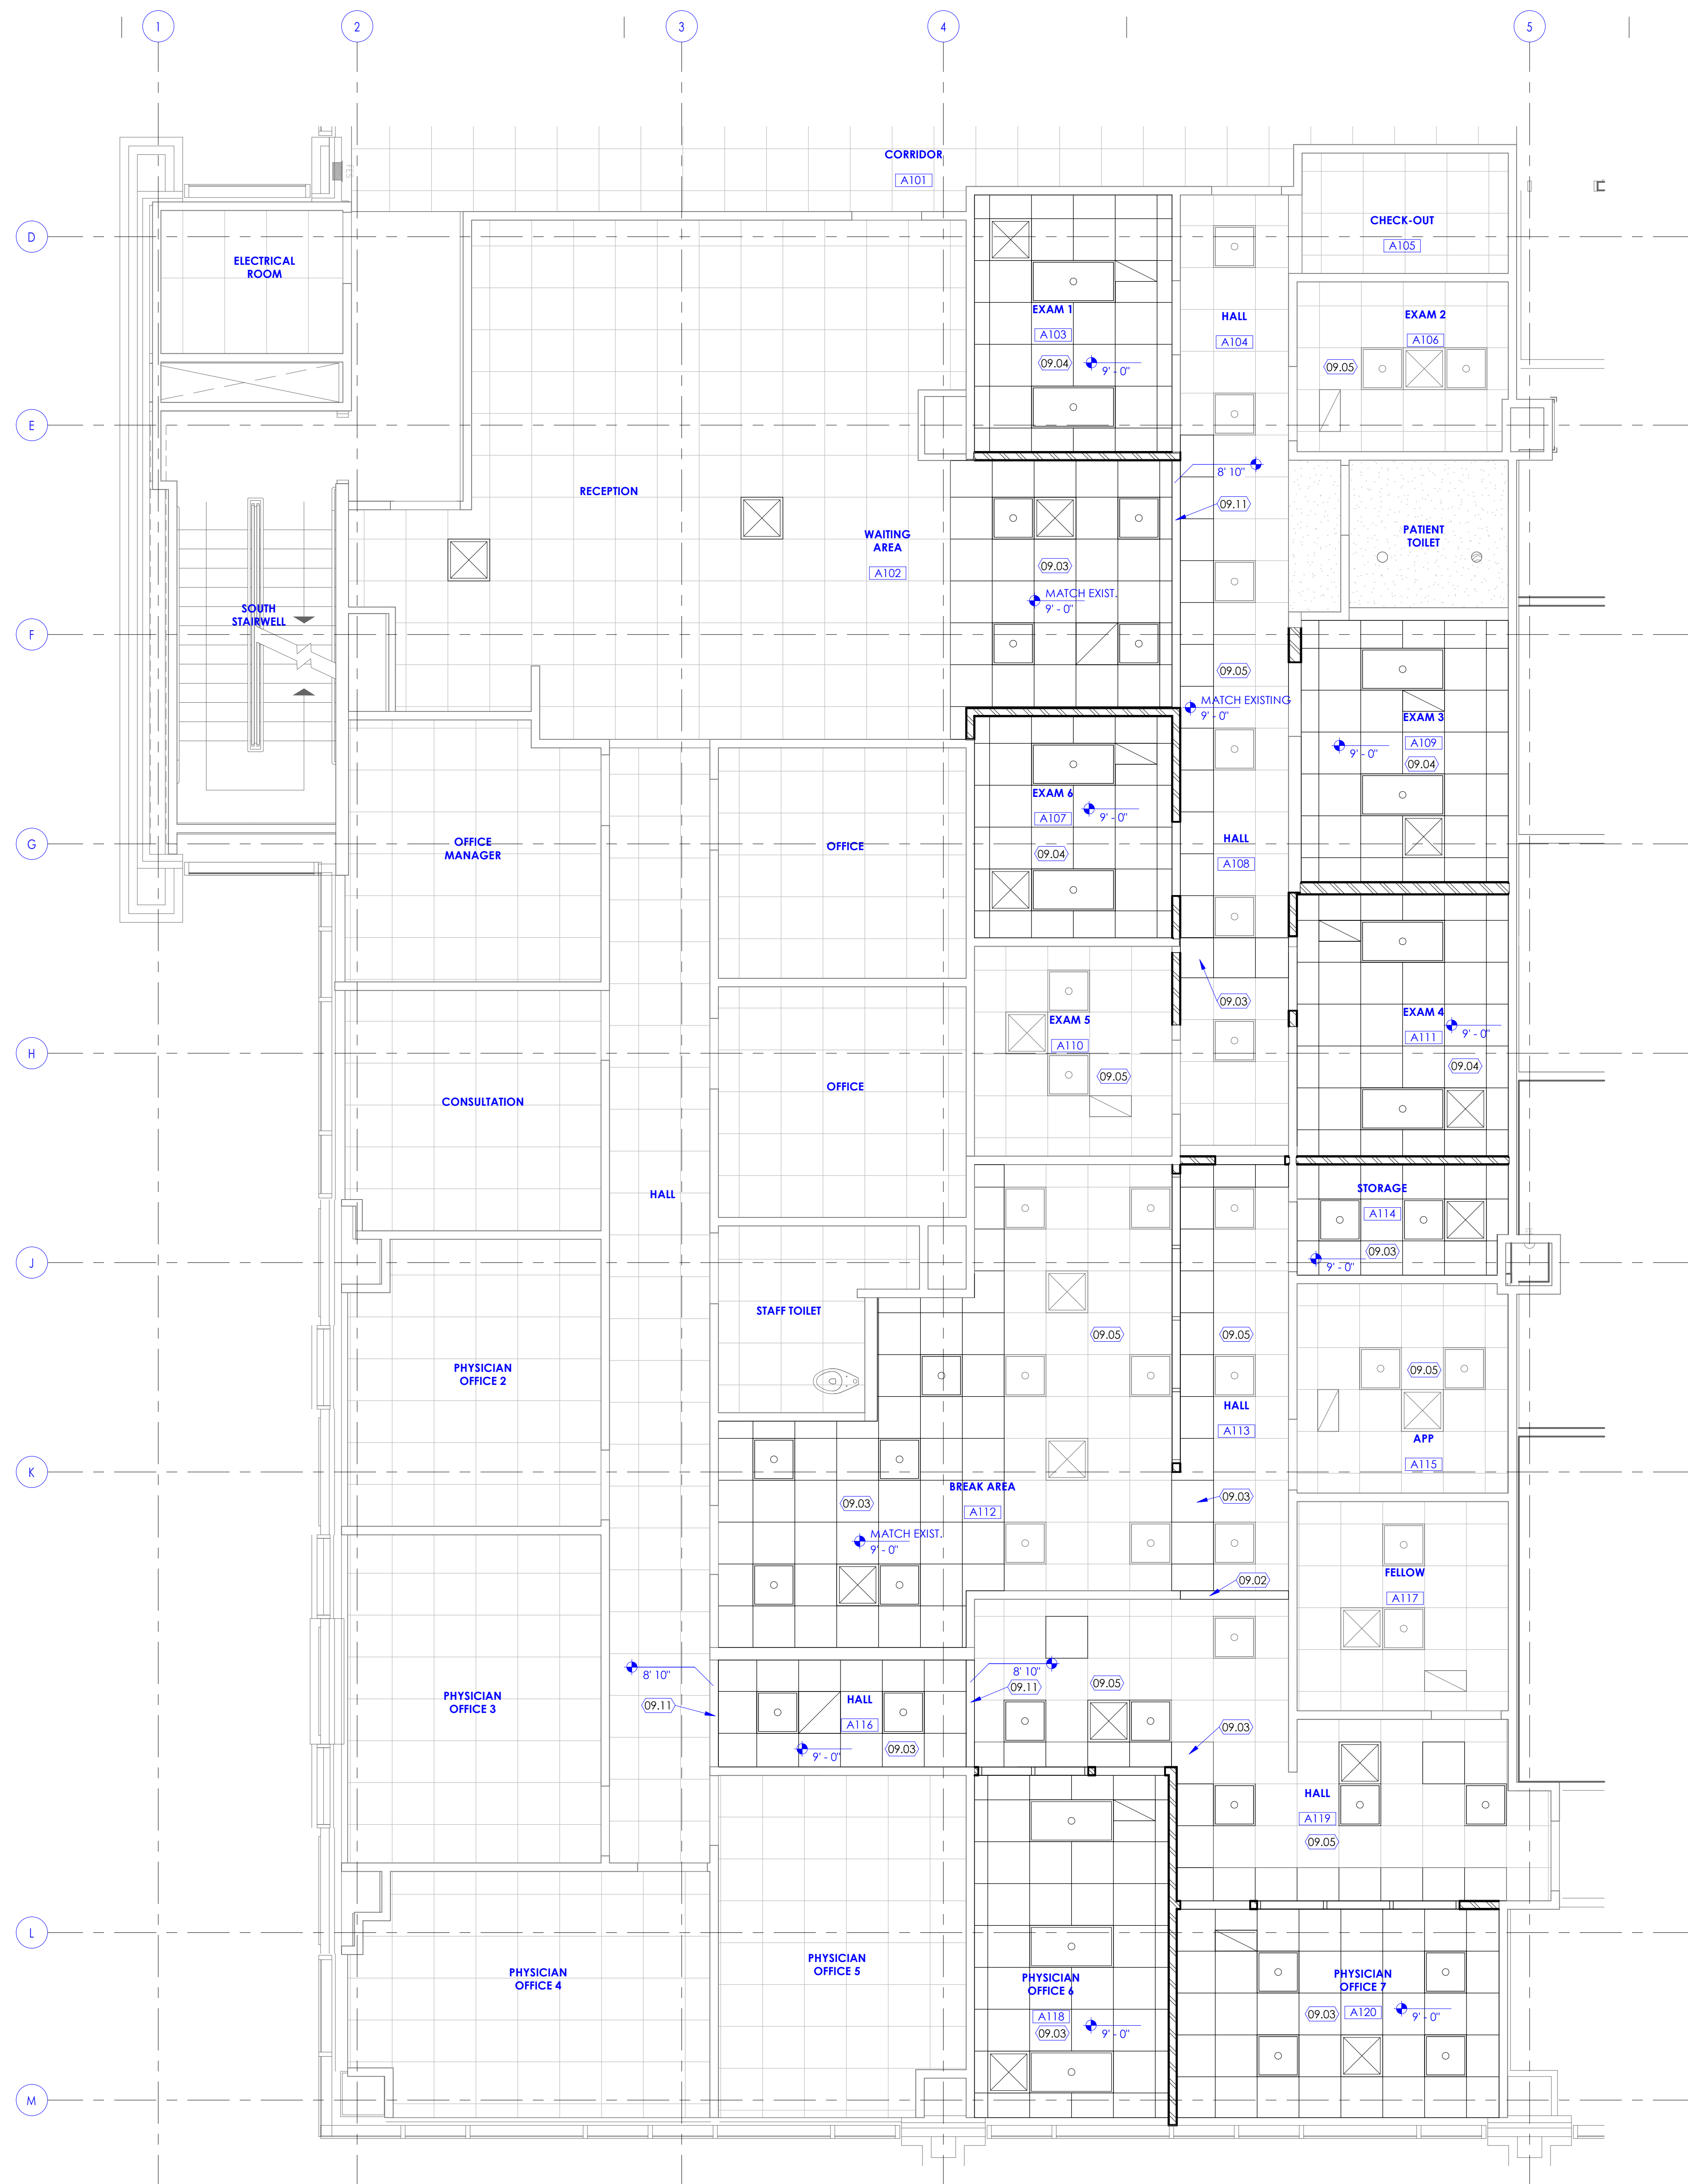 1
2
3
4
5
CORRIDOR
A101
D
CHECK-OUT
A105
ELECTRICAL
ROOM
EXAM 1
A103
09.04
9' - 0"
HALL
A104
EXAM 2
A106
09.05
E
8' 10"
09.11
RECEPTION
WAITING
AREA
A102
09.03
MATCH EXIST.
9' - 0"
PATIENT
TOILET
SOUTH
STAIRWELL
F
09.05
MATCH EXISTING
9' - 0"
EXAM 3
A109
09.04
9' - 0"
EXAM 6
A107
9' - 0"
09.04
G
OFFICE
MANAGER
OFFICE
HALL
A108
09.03
EXAM 5
A110
09.05
EXAM 4
A111
9' - 0"
09.04
H
CONSULTATION
OFFICE
HALL
STORAGE
A114
09.03
9' - 0"
J
STAFF TOILET
09.05
09.05
PHYSICIAN
OFFICE 2
HALL
A113
09.05
APP
A115
K
BREAK AREA
A112
09.03
MATCH EXIST.
9' - 0"
09.03
09.02
FELLOW
A117
8' 10"
09.11
HALL
A116
9' - 0"
09.03
8' 10"
09.11
09.05
09.03
PHYSICIAN
OFFICE 3
HALL
A119
09.05
L
PHYSICIAN
OFFICE 4
PHYSICIAN
OFFICE 5
PHYSICIAN
OFFICE 6
A118
09.03
9' - 0"
PHYSICIAN
OFFICE 7
09.03
A120
9' - 0"
M